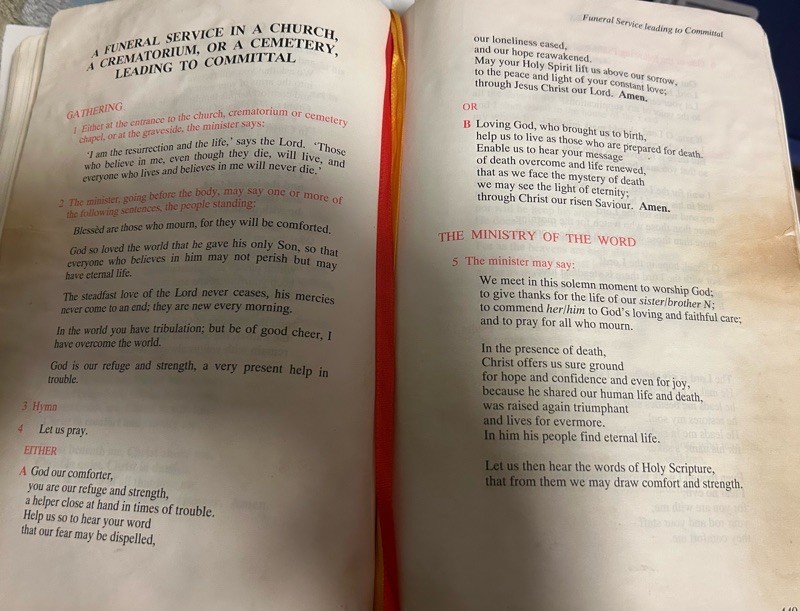 A FUNERAL SERVICE IN A CHURCH,
A CREMATORIUM, OR A CEMETERY,
LEADING TO COMMITTAL
GATHERING
1 Either at the entrance to the church, crematorium or cemetery
chapel, or at the graveside, the minister says:
'I am the resurrection and the life,' says the Lord. 'Those
who believe in me, even though they die, will live, and
everyone who lives and believes in me will never die.'
2 The minister, going before the body, may say one or more of
the following sentences, the people standing:
Blessèd are those who mourn, for they will be comforted.
God so loved the world that he gave his only Son, so that
everyone who believes in him may not perish but may
have eternal life.
The steadfast love of the Lord never ceases, his mercies
never come to an end; they are new every morning,
In the world you have tribulation; but be of good cheer, I
have overcome the world.
God is our refuge and strength, a very present help in
trouble.
3 Hymn
4 Let us pray.
EITHER
A God our comforter,
you are our refuge and strength,
a helper close at hand in times of trouble.
Help us so to hear your word
that our fear may be dispelled,
Funeral Service leading to Committal
our loneliness eased,
and our hope reawakened.
May your Holy Spirit lift us above our sorrow,
to the peace and light of your constant love;
through Jesus Christ our Lord. Amen.
OR
B Loving God, who brought us to birth,
help us to live as those who are prepared for death.
Enable us to hear your message
of death overcome and life renewed,
that as we face the mystery of death
we may see the light of eternity;
through Christ our risen Saviour. Amen.
THE MINISTRY OF THE WORD
5 The minister may say:
We meet in this solemn moment to worship God;
to give thanks for the life of our sister/brother N;
to commend her/him to God's loving and faithful care;
and to pray for all who mourn.
In the presence of death,
Christ offers us sure ground
for hope and confidence and even for joy,
because he shared our human life and death,
was raised again triumphant
and lives for evermore.
In him his people find eternal life.
Let us then hear the words of Holy Scripture,
that from them we may draw comfort and strength.